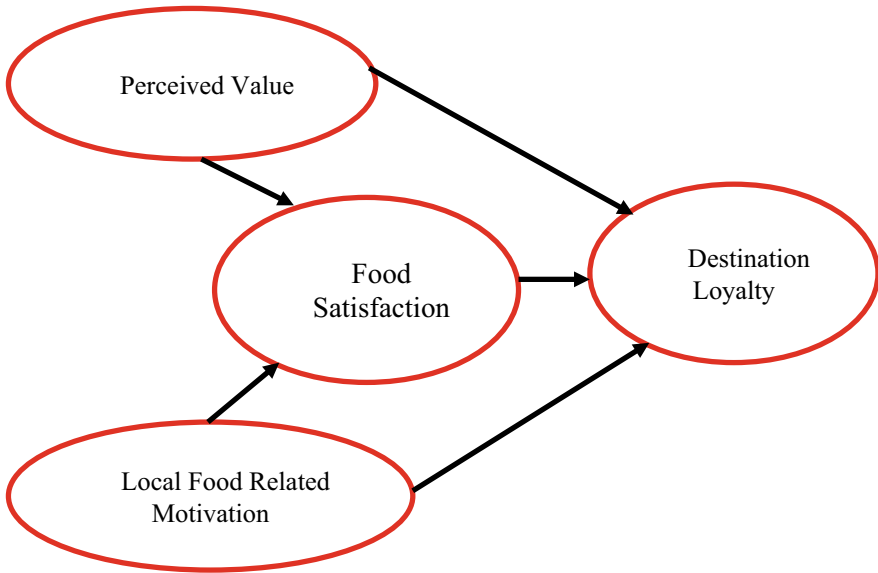 Perceived Value
Food
Satisfaction
Destination
Loyalty
Local Food Related
Motivation